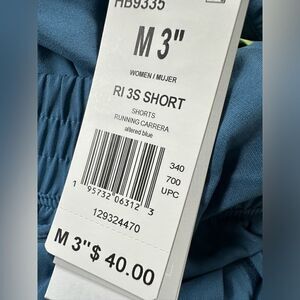 HB9335
M 3"
WOMEN / MUJER
RI 3S SHORT
SHORTS
RUNNING CARRERA
altered blue
340
700
UPC
1 95732 06312 3
129324470
M 3" $ 40.00